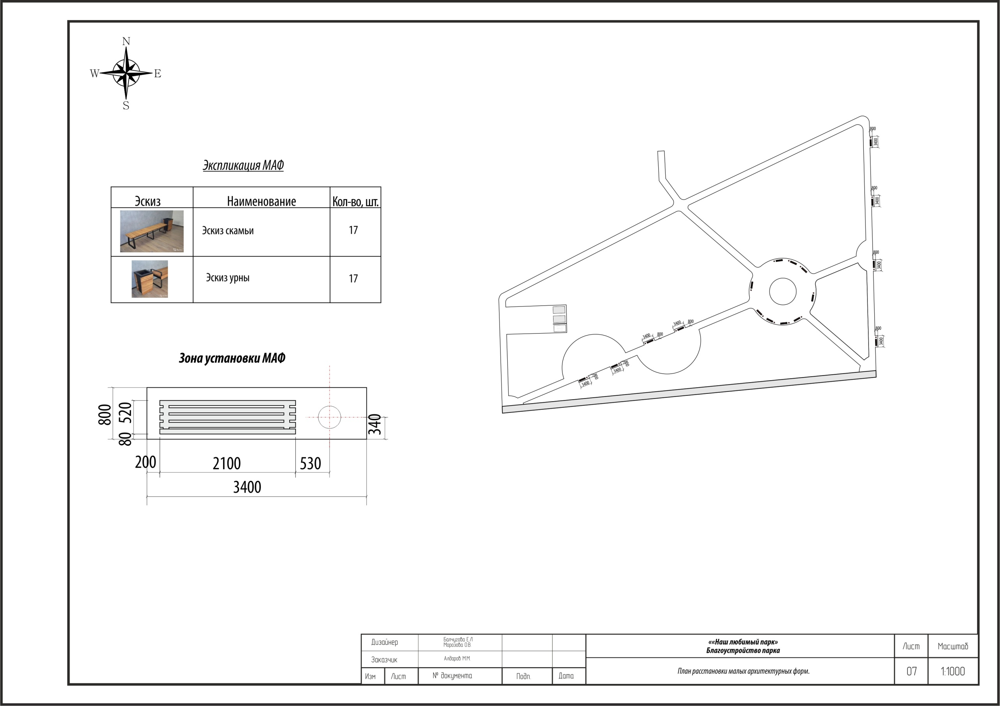 N
W E
S
Экспликация МАФ
Эскиз Наименование Кол-во, шт.
Эскиз скамьи 17
Эскиз урны 17
Зона установки МАФ
800
520
80
340
200 2100 530
3400
800
3400
800
3400
800
3400
800
3400
3400 800
3400 800
800
3400
800
3400
Дизайнер Балчугова Е.Л
Морозова О.В.
Заказчик Алдаров М.М.
Изм Лист № документа Подп. Дата
««Наш любимый парк»
Благоустройство парка
План расстановки малых архитектурных форм.
Лист Масштаб
07 1:1000